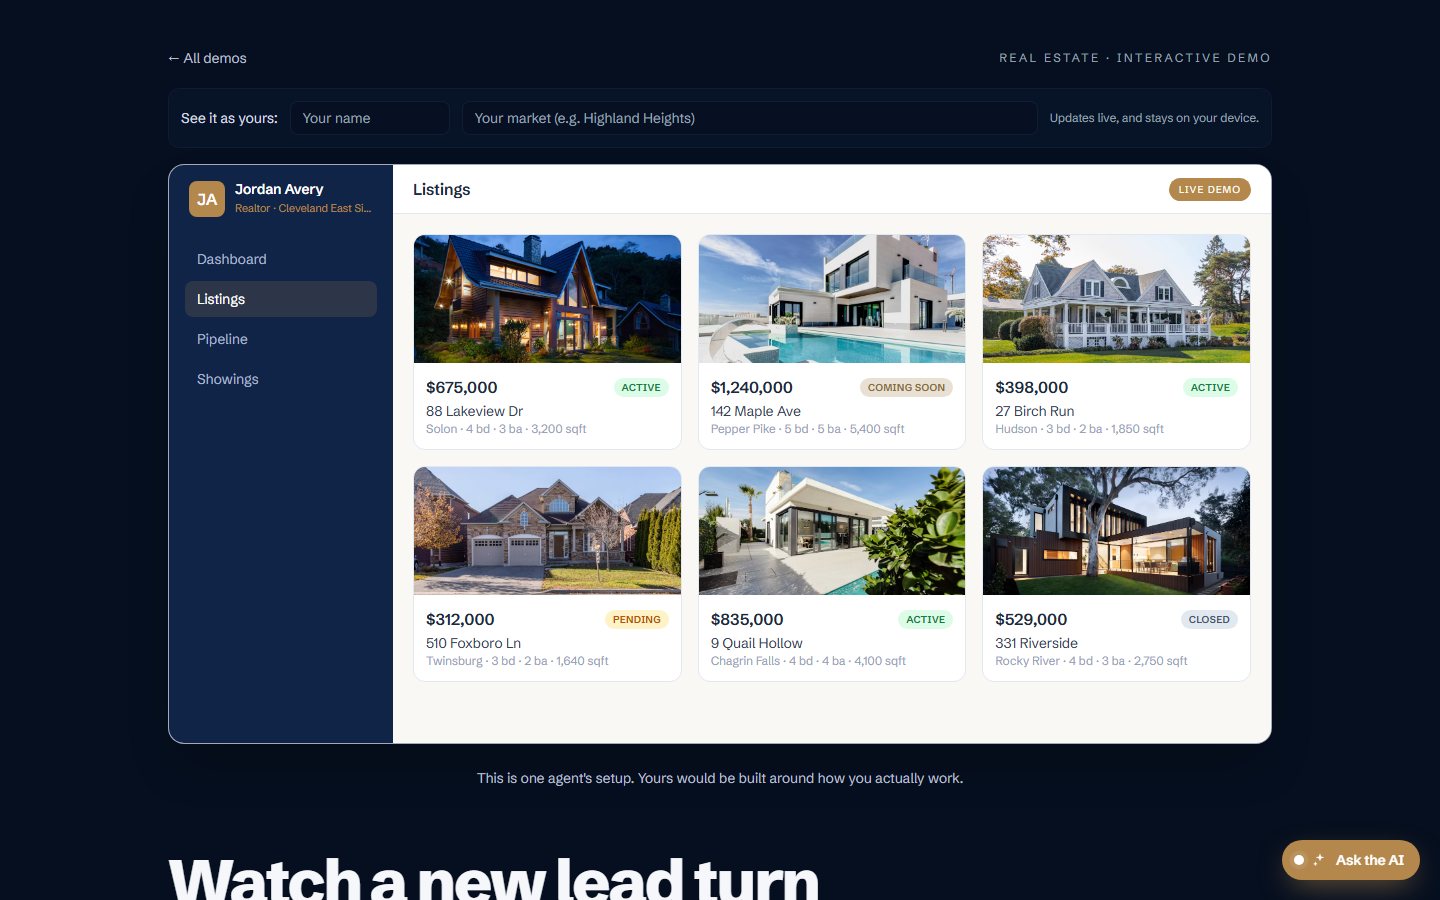 ← All demos
REAL ESTATE · INTERACTIVE DEMO
See it as yours:
Your name
Your market (e.g. Highland Heights)
Updates live, and stays on your device.
JA
Jordan Avery
Realtor · Cleveland East Si...
Dashboard
Listings
Pipeline
Showings
Listings
LIVE DEMO
$675,000
ACTIVE
88 Lakeview Dr
Solon · 4 bd · 3 ba · 3,200 sqft
$1,240,000
COMING SOON
142 Maple Ave
Pepper Pike · 5 bd · 5 ba · 5,400 sqft
$398,000
ACTIVE
27 Birch Run
Hudson · 3 bd · 2 ba · 1,850 sqft
$312,000
PENDING
510 Foxboro Ln
Twinsburg · 3 bd · 2 ba · 1,640 sqft
$835,000
ACTIVE
9 Quail Hollow
Chagrin Falls · 4 bd · 4 ba · 4,100 sqft
$529,000
CLOSED
331 Riverside
Rocky River · 4 bd · 3 ba · 2,750 sqft
This is one agent's setup. Yours would be built around how you actually work.
Watch a new lead turn
Ask the AI